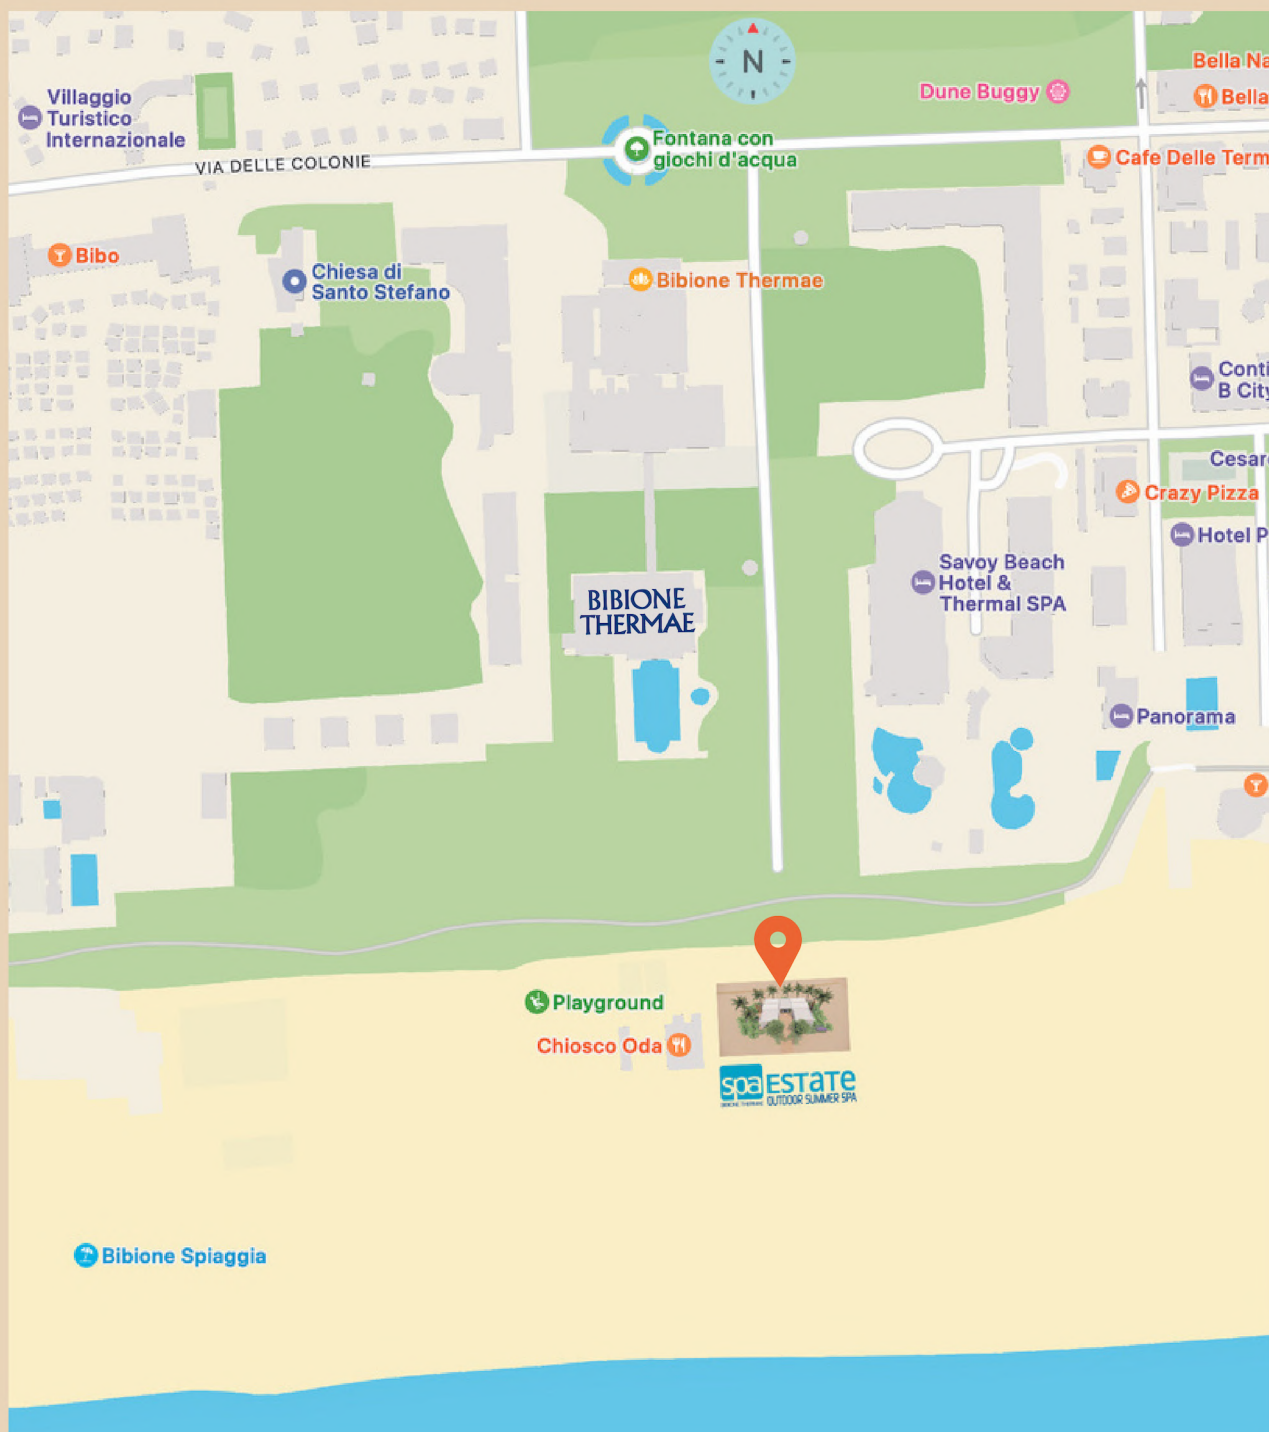 N
Bella Na
Dune Buggy
Bella
Villaggio
Turistico
Internazionale
Fontana con
giochi d'acqua
VIA DELLE COLONIE
Cafe Delle Term
Bibo
Chiesa di
Santo Stefano
Bibione Thermae
Conti
B City
Cesar
Crazy Pizza
Hotel P
Savoy Beach
Hotel &
Thermal SPA
BIBIONE
THERMAE
Panorama
Playground
Chiosco Oda
spa ESTATE
BIBIONE THERMAE OUTDOOR SUMMER SPA
Bibione Spiaggia